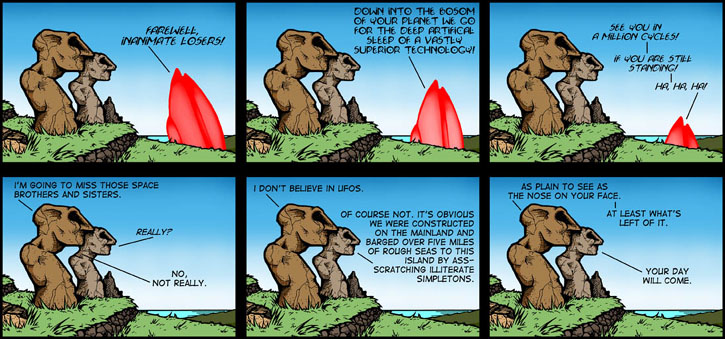 FAREWELL,
INANIMATE LOSERS!
DOWN INTO THE BOSOM
OF YOUR PLANET WE GO
FOR THE DEEP ARTIFICAL
SLEEP OF A VASTLY
SUPERIOR TECHNOLOGY!
SEE YOU IN
A MILLION CYCLES!
IF YOU ARE STILL
STANDING!
HA, HA, HA!
I'M GOING TO MISS THOSE SPACE
BROTHERS AND SISTERS.
REALLY?
NO,
NOT REALLY.
I DON'T BELIEVE IN UFOS.
OF COURSE NOT. IT'S OBVIOUS
WE WERE CONSTRUCTED
ON THE MAINLAND AND
BARGED OVER FIVE MILES
OF ROUGH SEAS TO THIS
ISLAND BY ASS-
SCRATCHING ILLITERATE
SIMPLETONS.
AS PLAIN TO SEE AS
THE NOSE ON YOUR FACE.
AT LEAST WHAT'S
LEFT OF IT.
YOUR DAY
WILL COME.